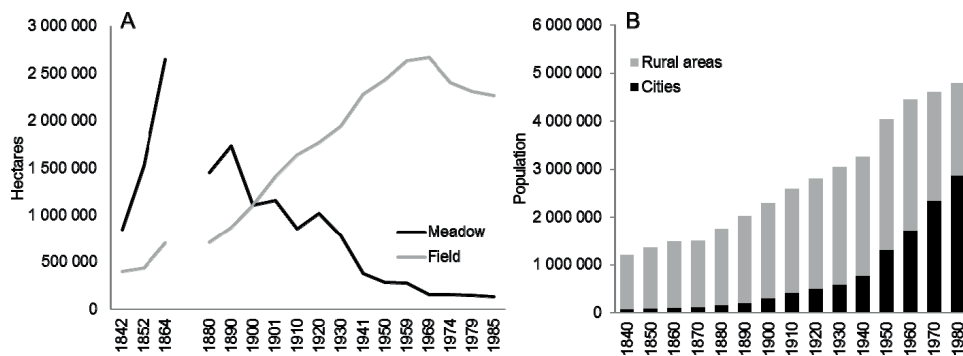 A
3 000 000
2 500 000
2 000 000
1 500 000
1 000 000
500 000
0
Hectares
Meadow
Field
1842 1852 1864 1880 1890 1900 1901 1910 1920 1930 1941 1950 1959 1969 1974 1979 1985
B
6 000 000
5 000 000
4 000 000
3 000 000
2 000 000
1 000 000
0
Population
Rural areas
Cities
1840 1850 1860 1870 1880 1890 1900 1910 1920 1930 1940 1950 1960 1970 1980